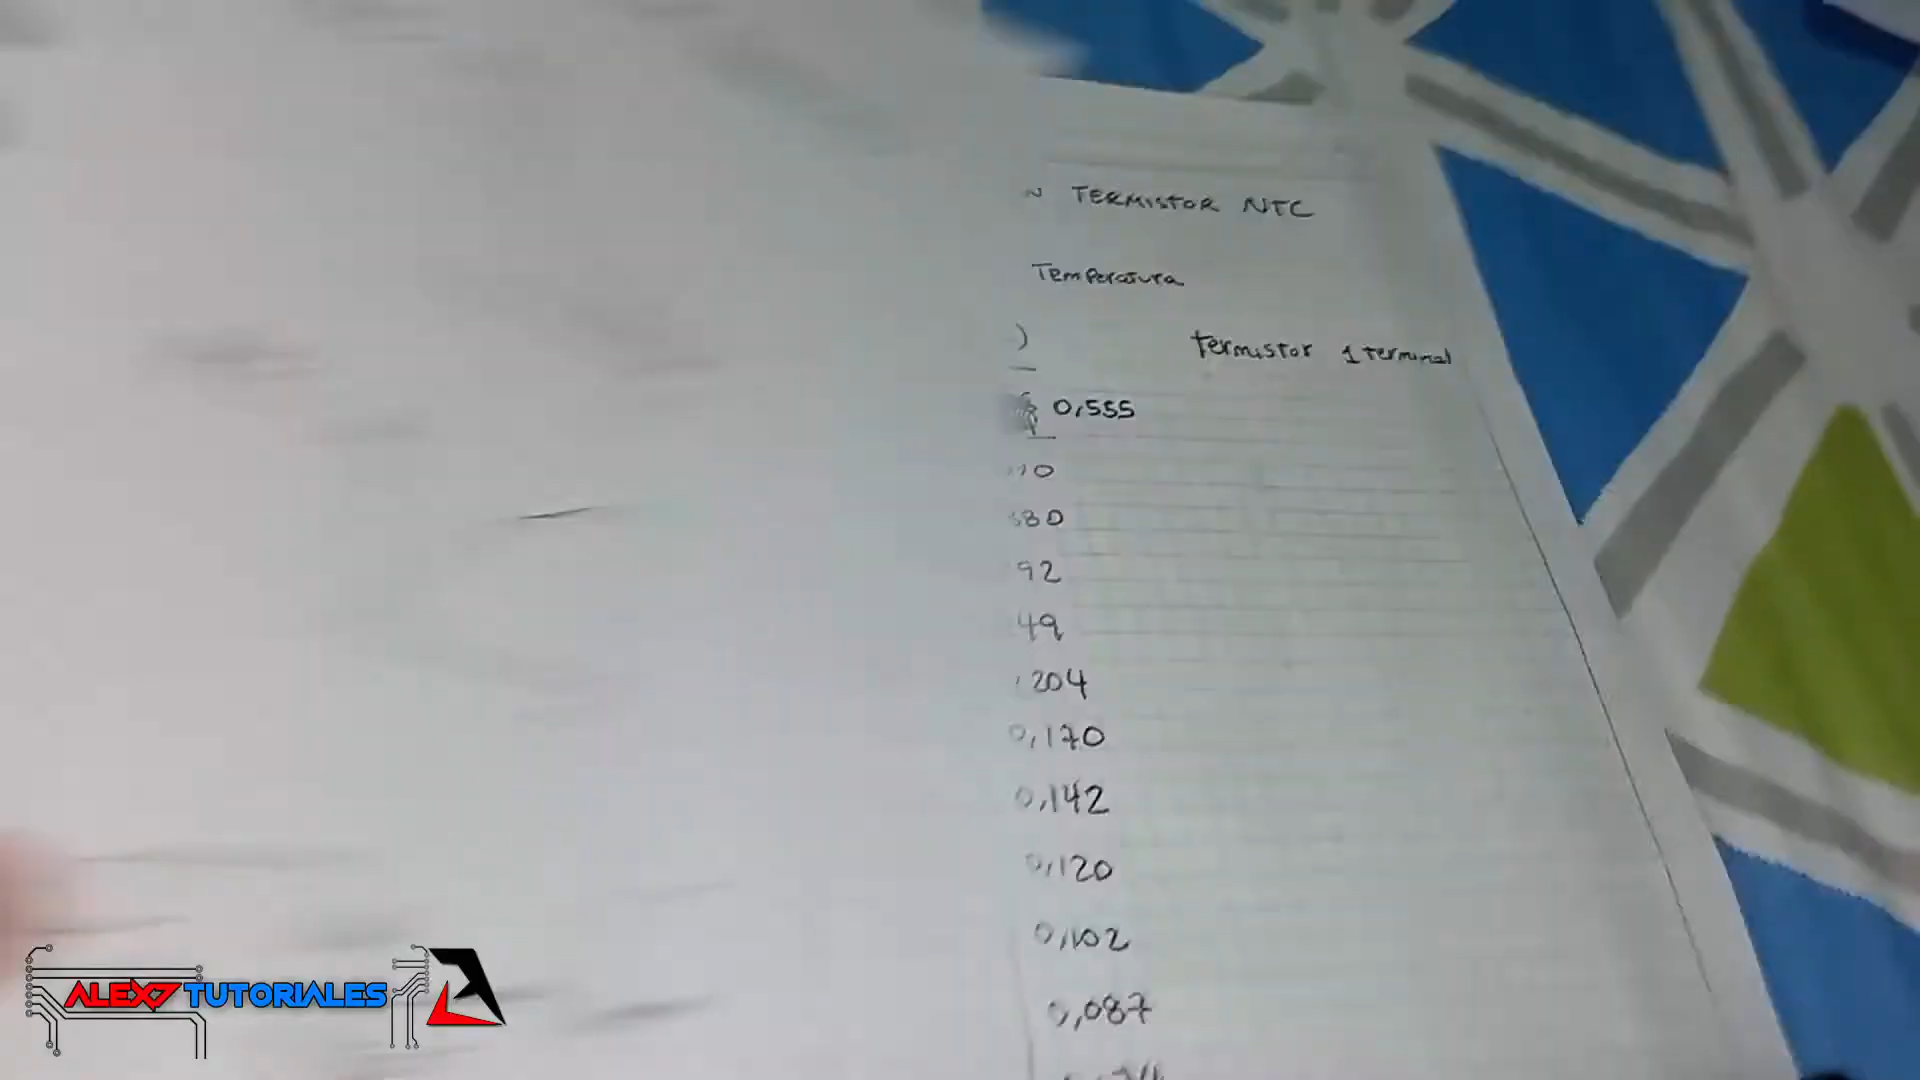 TERMISTOR NTC
Temperatura
)
termistor 1 terminal
0,555
80
92
49
204
0,170
0,142
0,120
0,102
0,087
ALEX7 TUTORIALES